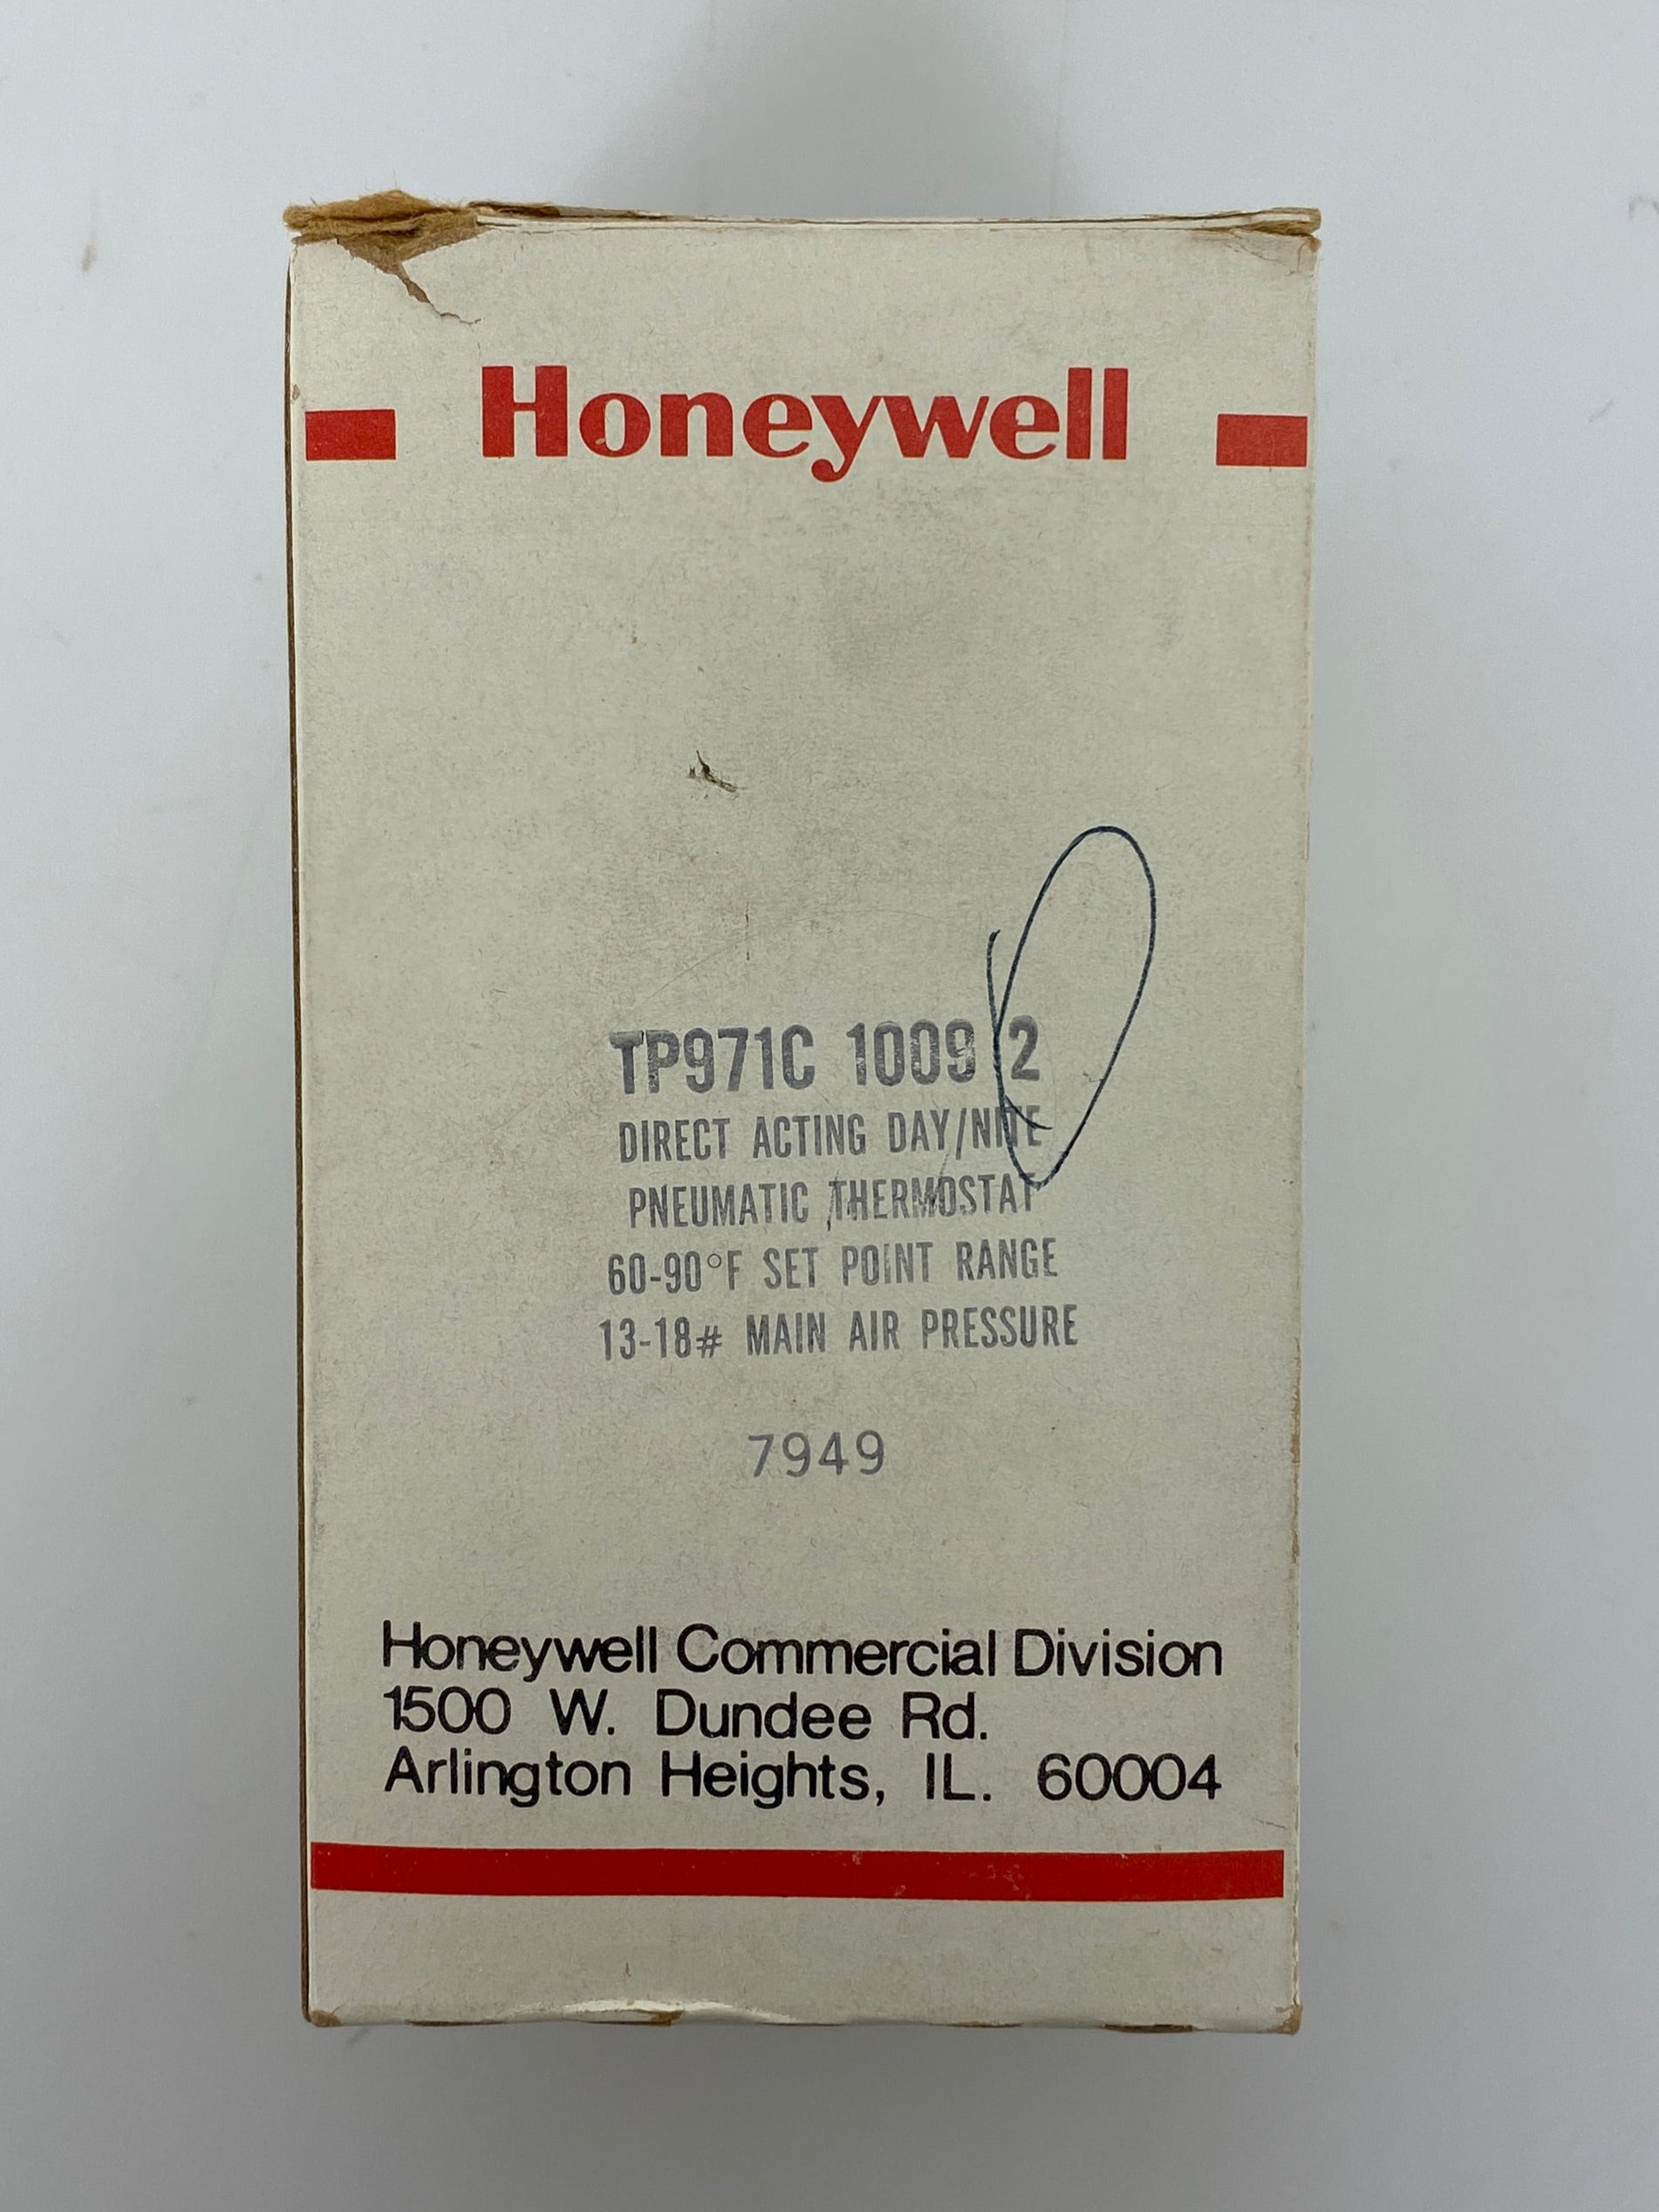 Honeywell
TP971C 1009 2
DIRECT ACTING DAY/NITE
PNEUMATIC THERMOSTAT
60-90°F SET POINT RANGE
13-18# MAIN AIR PRESSURE
7949
Honeywell Commercial Division
1500 W. Dundee Rd.
Arlington Heights, IL. 60004